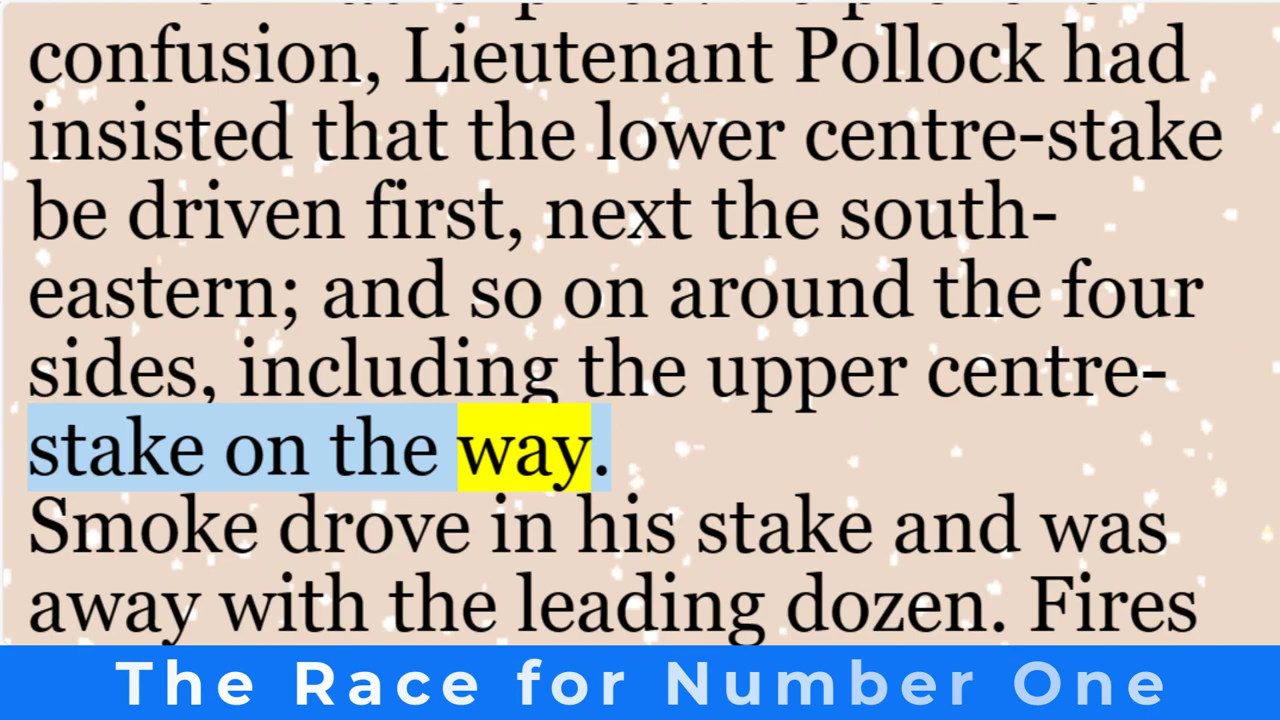 confusion, Lieutenant Pollock had
insisted that the lower centre-stake
be driven first, next the south-
eastern; and so on around the four
sides, including the upper centre-
stake on the way.
Smoke drove in his stake and was
away with the leading dozen. Fires
The Race for Number One